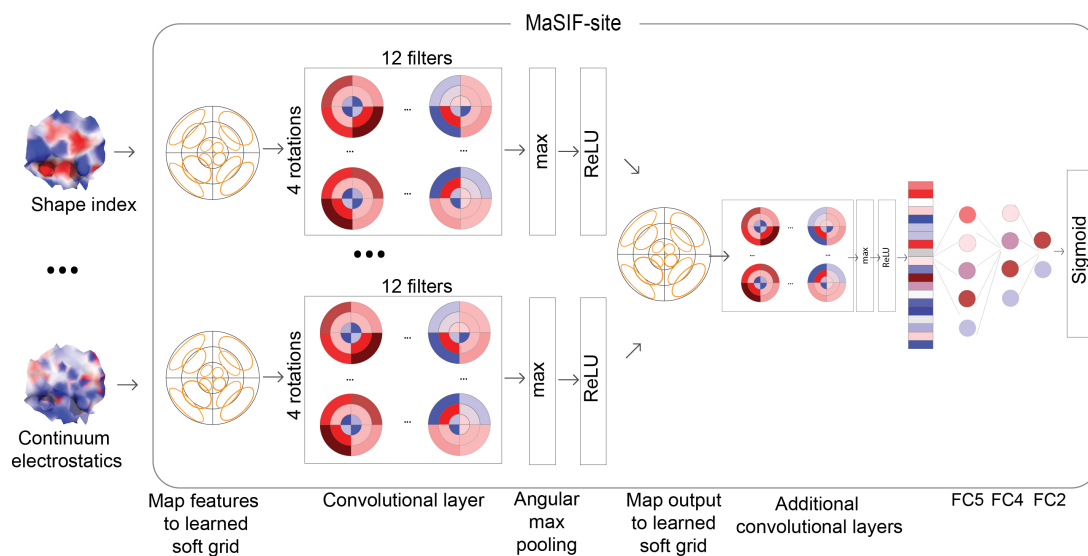 MaSIF-site
12 filters
4 rotations
...
...
...
max
ReLU
Shape index
12 filters
4 rotations
...
...
...
max
ReLU
...
...
...
max
ReLU
Sigmoid
Continuum
electrostatics
Map features
to learned
soft grid
Convolutional layer
Angular
max
pooling
Map output
to learned
soft grid
Additional
convolutional layers
FC5
FC4
FC2